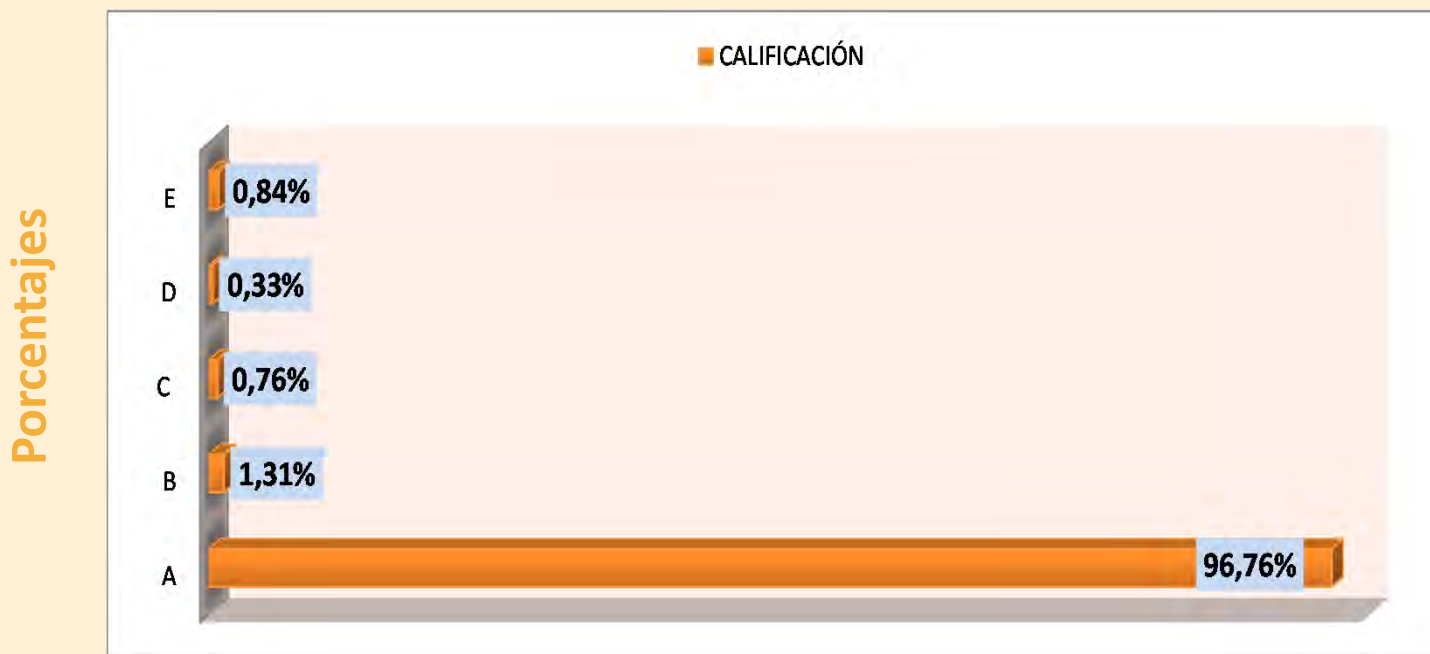 CALIFICACIÓN
Porcentajes
E 0,84%
D 0,33%
C 0,76%
B 1,31%
A 96,76%